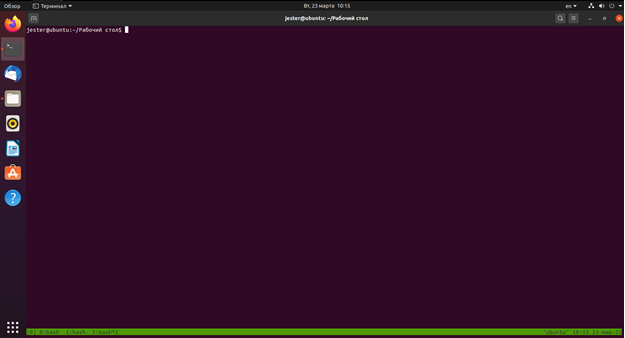 Обзор
Терминал
Вт, 23 марта 10:15
en
jester@ubuntu: ~/Рабочий стол
jester@ubuntu:~/Рабочий стол$
0:bash 1:bash- 2:bash*Z
"ubuntu" 10:15 23-мар-21